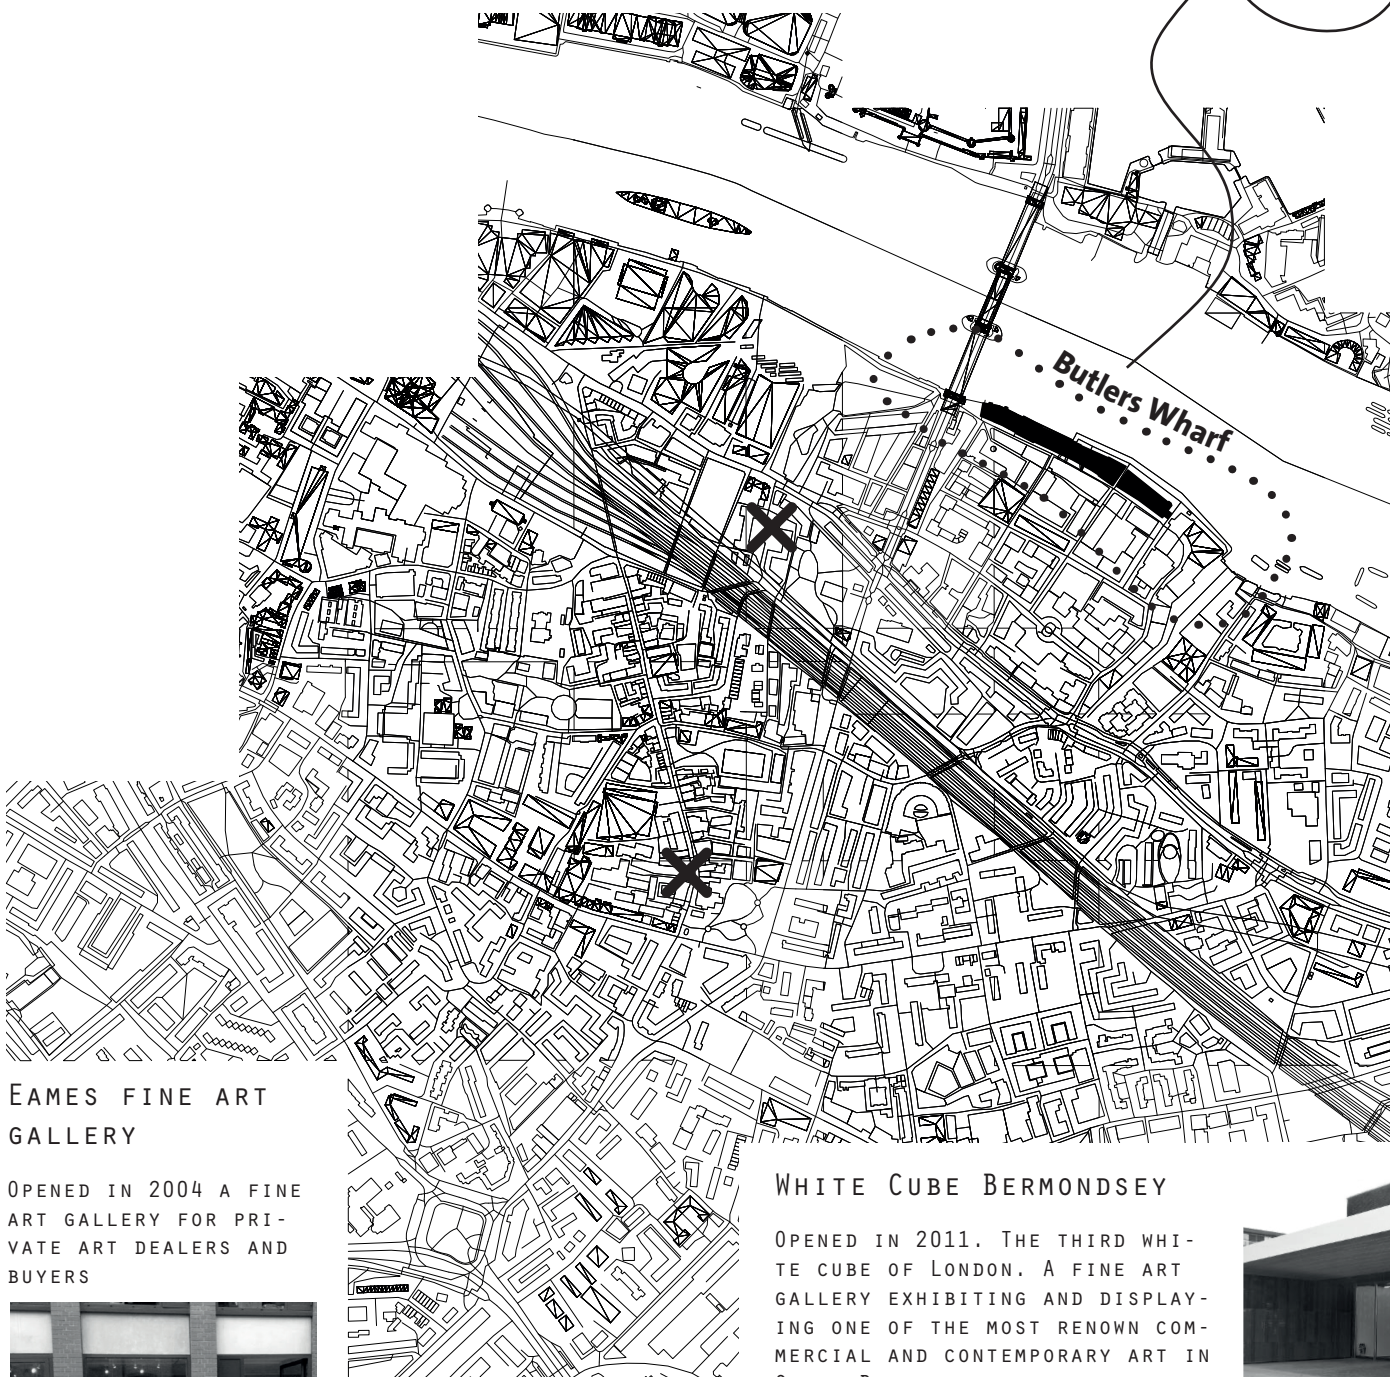 Butlers Wharf
EAMES FINE ART
GALLERY
OPENED IN 2004 A FINE
ART GALLERY FOR PRI-
VATE ART DEALERS AND
BUYERS
WHITE CUBE BERMONDSEY
OPENED IN 2011. THE THIRD WHI-
TE CUBE OF LONDON. A FINE ART
GALLERY EXHIBITING AND DISPLAY-
ING ONE OF THE MOST RENOWN COM-
MERCIAL AND CONTEMPORARY ART IN